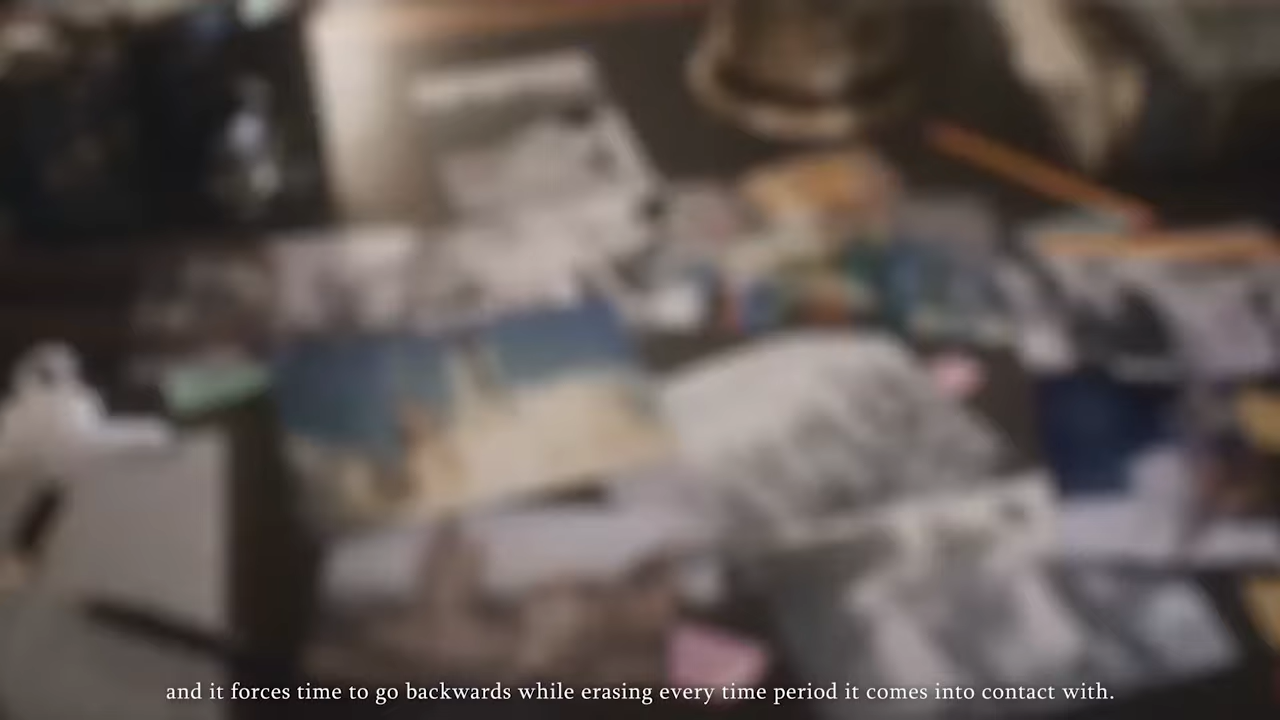 and it forces time to go backwards while erasing every time period it comes into contact with.